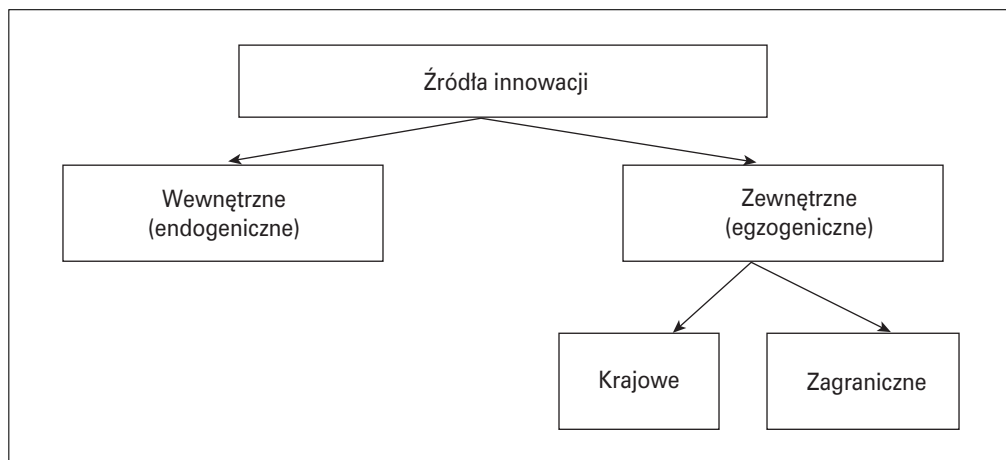 Źródła innowacji
Wewnętrzne
(endogeniczne)
Zewnętrzne
(egzogeniczne)
Krajowe
Zagraniczne